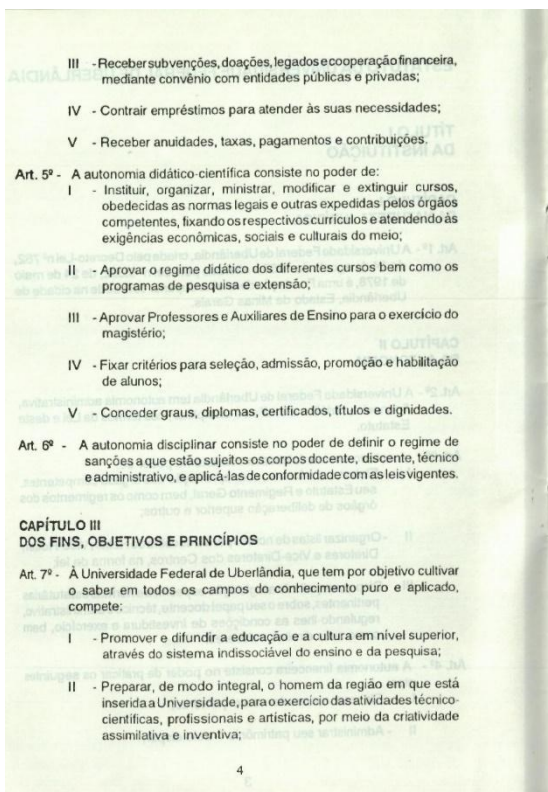 III - Receber subvenções, doações, legados e cooperação financeira,
mediante convênio com entidades públicas e privadas;
IV - Contrair empréstimos para atender às suas necessidades;
V - Receber anuidades, taxas, pagamentos e contribuições.
Art. 5º - A autonomia didático-científica consiste no poder de:
I - Instituir, organizar, ministrar, modificar e extinguir cursos,
obedecidas as normas legais e outras expedidas pelos órgãos
competentes, fixando os respectivos currículos e atendendo às
exigências econômicas, sociais e culturais do meio;
II - Aprovar o regime didático dos diferentes cursos bem como os
programas de pesquisa e extensão;
III - Aprovar Professores e Auxiliares de Ensino para o exercício do
magistério;
IV - Fixar critérios para seleção, admissão, promoção e habilitação
de alunos;
V - Conceder graus, diplomas, certificados, títulos e dignidades.
Art. 6º - A autonomia disciplinar consiste no poder de definir o regime de
sanções a que estão sujeitos os corpos docente, discente, técnico
e administrativo, e aplicá-las de conformidade com as leis vigentes.
CAPÍTULO III
DOS FINS, OBJETIVOS E PRINCÍPIOS
Art. 7º - À Universidade Federal de Uberlândia, que tem por objetivo cultivar
o saber em todos os campos do conhecimento puro e aplicado,
compete:
I - Promover e difundir a educação e a cultura em nível superior,
através do sistema indissociável do ensino e da pesquisa;
II - Preparar, de modo integral, o homem da região em que está
inserida a Universidade, para o exercício das atividades técnico-
científicas, profissionais e artísticas, por meio da criatividade
assimilativa e inventiva;
4